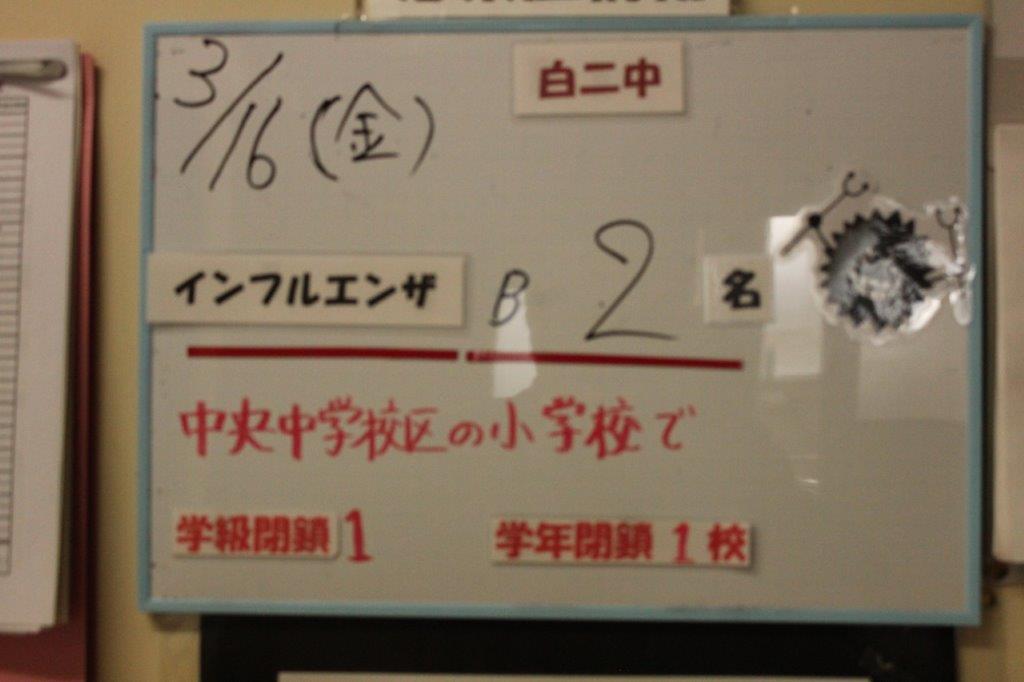 白二中
3/16(金)
インフルエンザ B 2 名
中央中学校区の小学校で
学級閉鎖 1 学年閉鎖 1 校